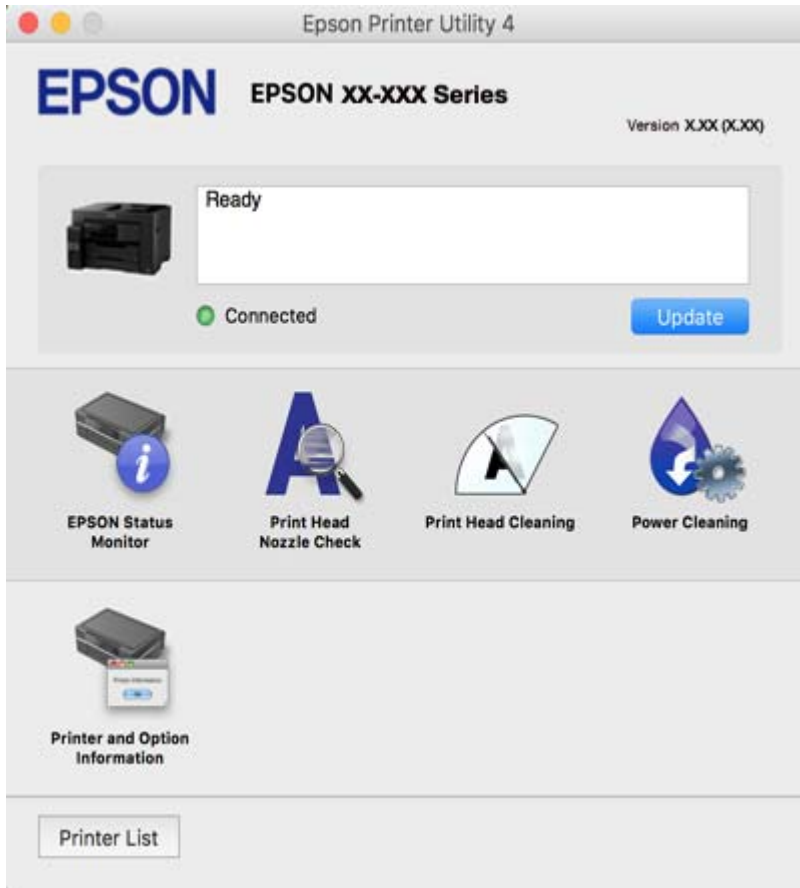 Epson Printer Utility 4
EPSON
EPSON XX-XXX Series
Version X.XX (X.XX)
Ready
Connected
Update
EPSON Status
Monitor
Print Head
Nozzle Check
Print Head Cleaning
Power Cleaning
Printer and Option
Information
Printer List